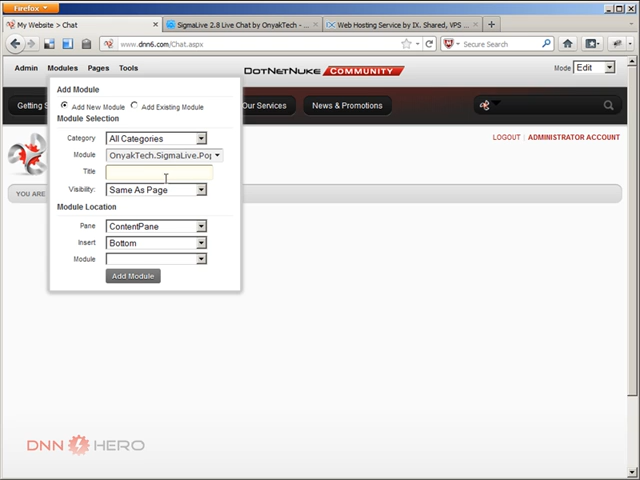 Firefox
My Website > Chat
SigmaLive 2.8 Live Chat by OnyakTech - ...
Web Hosting Service by IX. Shared, VPS ...
www.dnn6.com/Chat.aspx
Secure Search
Admin Modules Pages Tools
DOTNETNUKE COMMUNITY
Mode Edit
Add Module
Add New Module Add Existing Module
Getting S
Our Services
News & Promotions
Module Selection
Category All Categories
LOGOUT | ADMINISTRATOR ACCOUNT
Module OnyakTech.SigmaLive.Pop
Title
Visibility: Same As Page
YOU ARE
Module Location
Pane ContentPane
Insert Bottom
Module
Add Module
DNN HERO